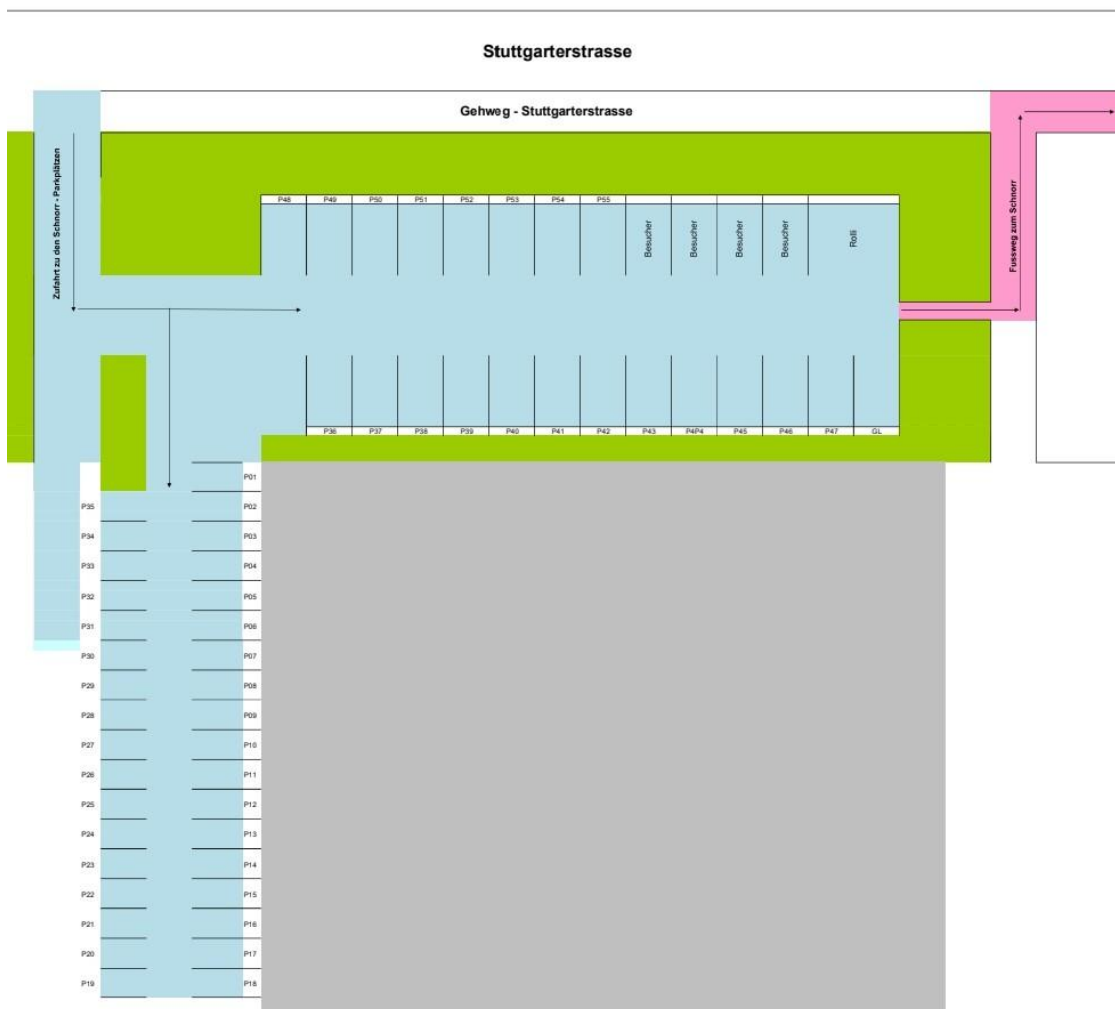 Stuttgarterstrasse
Gehweg - Stuttgarterstrasse
Zufahrt zu den Schnorr - Parkplätzen
Fussweg zum Schnorr
P48 P49 P50 P51 P52 P53 P54 P55
Besucher Besucher Besucher Besucher Rolli
P36 P37 P38 P39 P40 P41 P42 P43 P4P4 P45 P46 P47 GL
P01
P35 P02
P34 P03
P33 P04
P32 P05
P31 P06
P30 P07
P29 P08
P28 P09
P27 P10
P26 P11
P25 P12
P24 P13
P23 P14
P22 P15
P21 P16
P20 P17
P19 P18